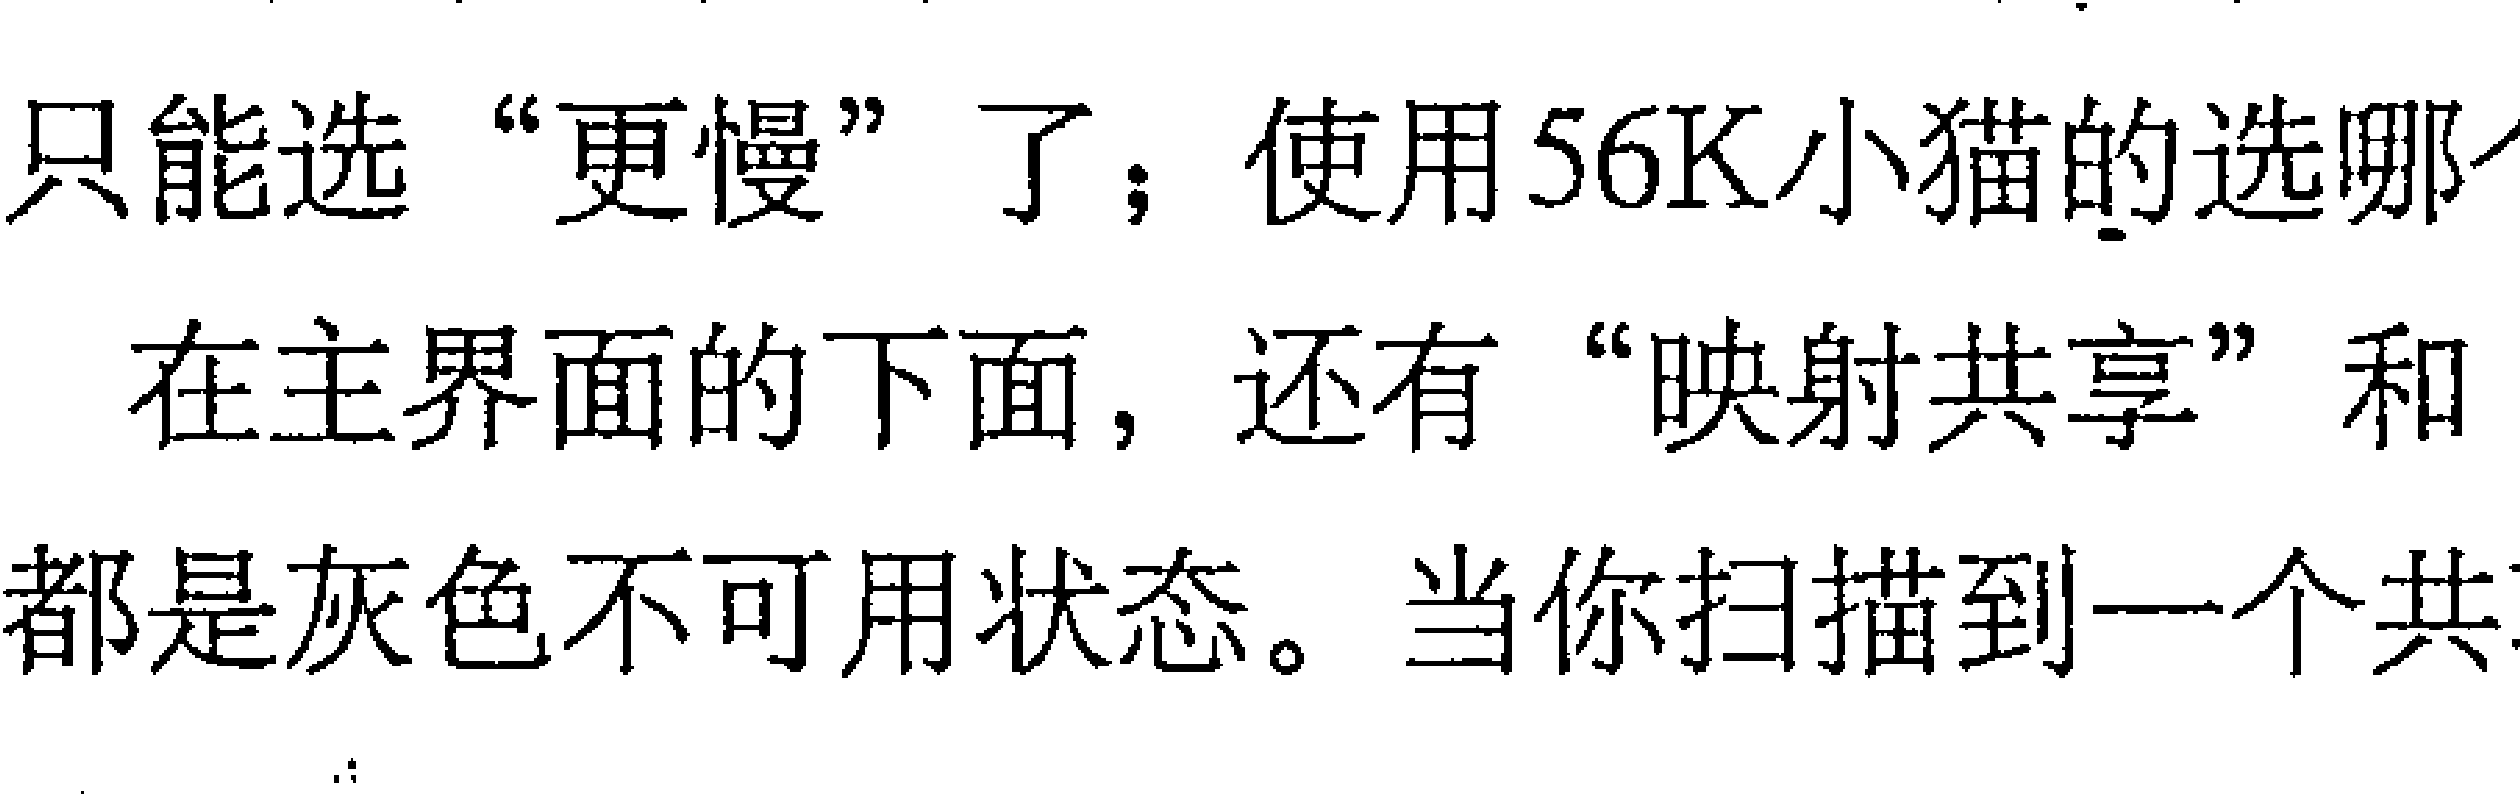 只能选“更慢”了；使用56K小猫的选哪
在主界面的下面，还有“映射共享”和
都是灰色不可用状态。当你扫描到一个共